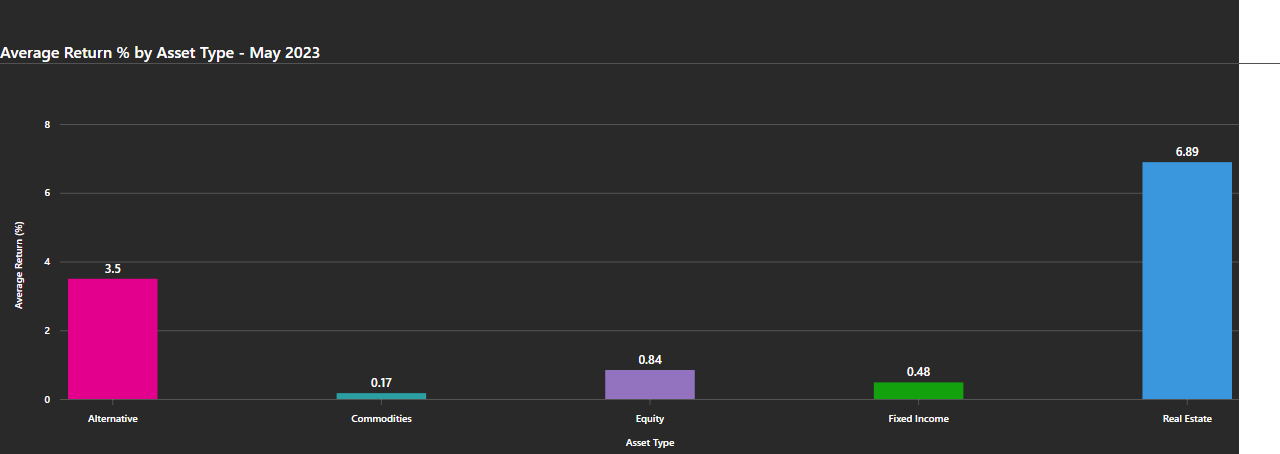 Average Return % by Asset Type - May 2023
8
6.89
6
Average Return (%)
4
3.5
2
0.84
0.48
0.17
0
Alternative Commodities Equity Fixed Income Real Estate
Asset Type